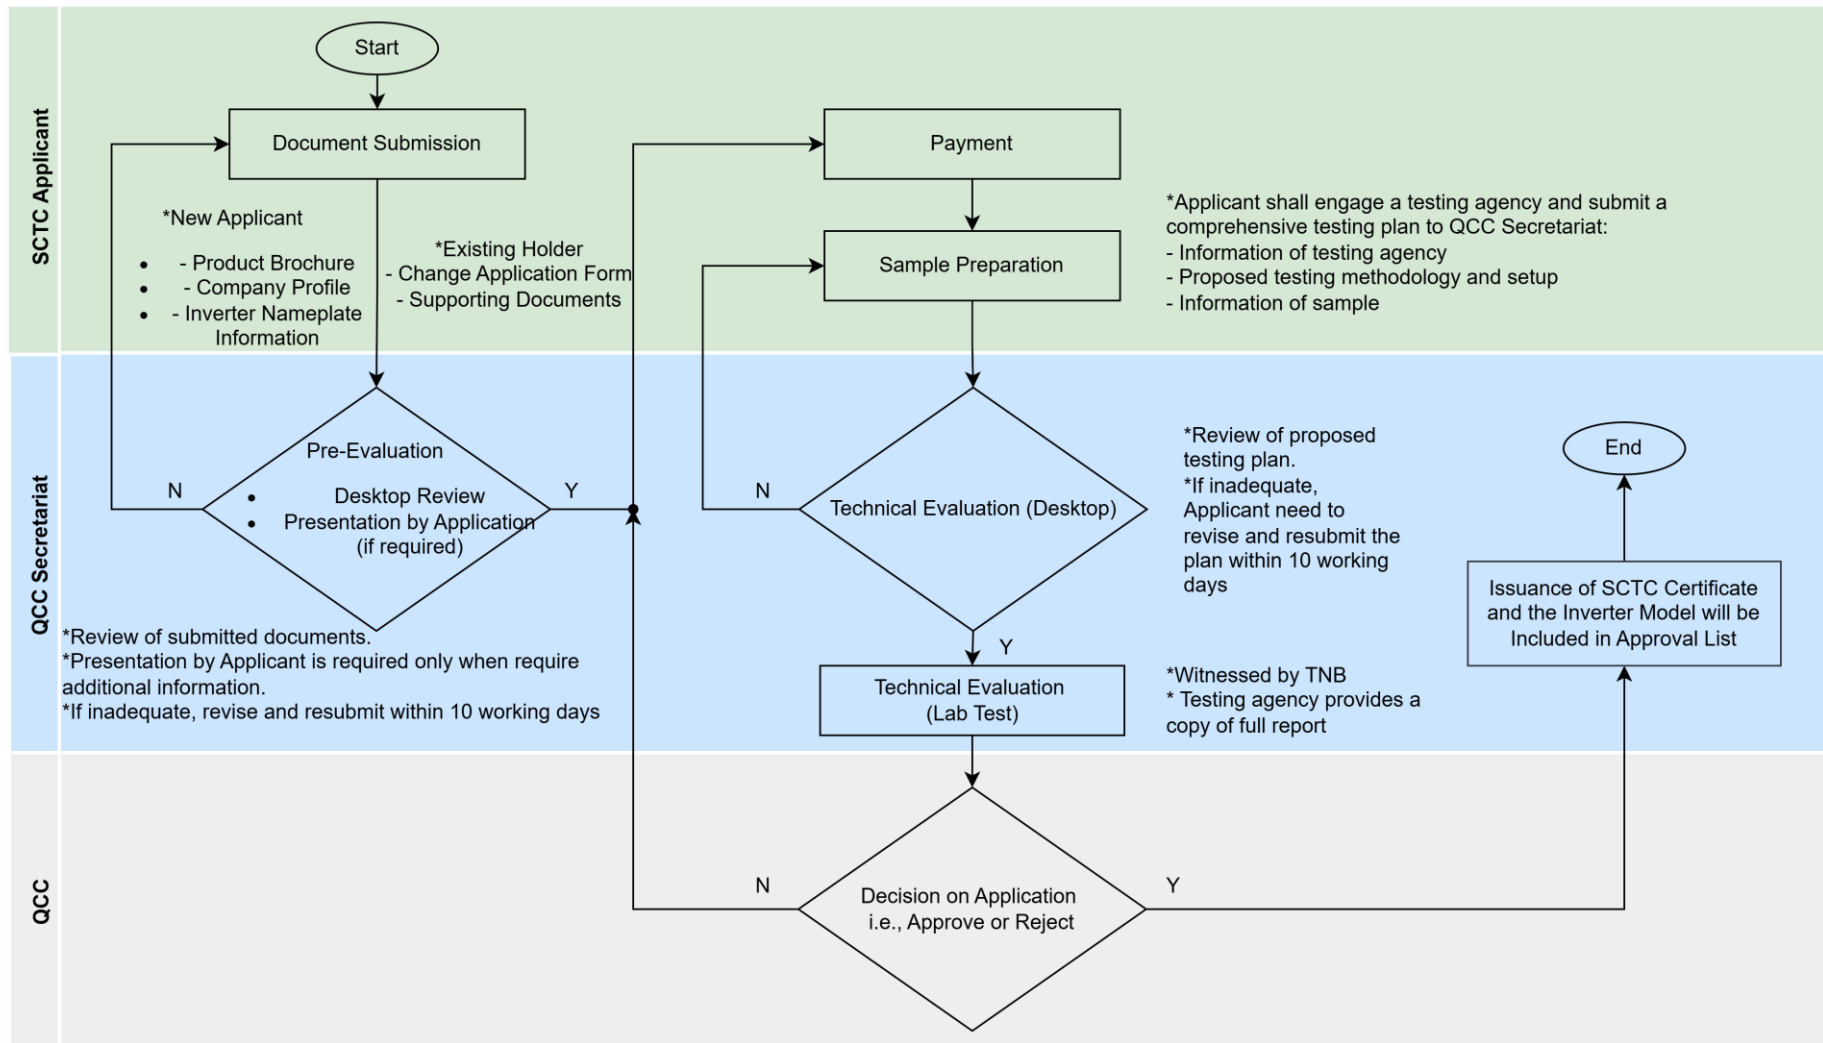 SCTC Applicant
Start
Document Submission
*New Applicant
• - Product Brochure
• - Company Profile
• - Inverter Nameplate
Information
*Existing Holder
- Change Application Form
- Supporting Documents
Payment
Sample Preparation
*Applicant shall engage a testing agency and submit a
comprehensive testing plan to QCC Secretariat:
- Information of testing agency
- Proposed testing methodology and setup
- Information of sample
QCC Secretariat
Pre-Evaluation
• Desktop Review
• Presentation by Application
(if required)
N
Y
*Review of submitted documents.
*Presentation by Applicant is required only when require
additional information.
*If inadequate, revise and resubmit within 10 working days
N
Technical Evaluation (Desktop)
Y
*Review of proposed
testing plan.
*If inadequate,
Applicant need to
revise and resubmit the
plan within 10 working
days
Technical Evaluation
(Lab Test)
*Witnessed by TNB
* Testing agency provides a
copy of full report
End
Issuance of SCTC Certificate
and the Inverter Model will be
Included in Approval List
QCC
N
Decision on Application
i.e., Approve or Reject
Y